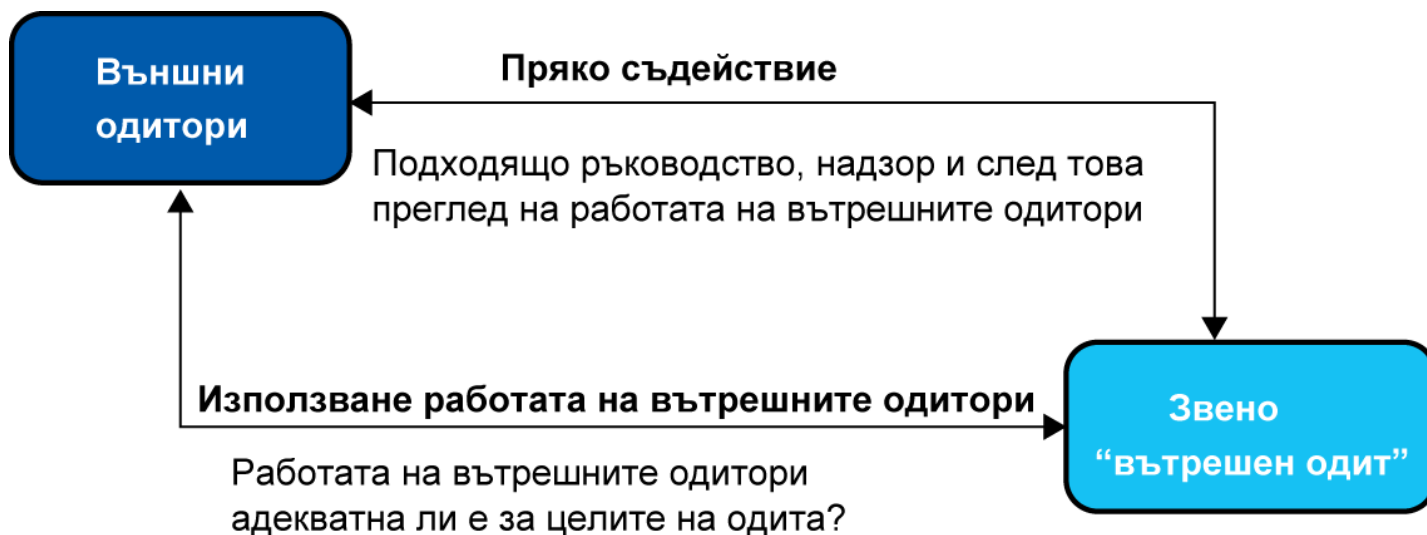 Външни
одитори
Пряко съдействие
Подходящо ръководство, надзор и след това
преглед на работата на вътрешните одитори
Използване работата на вътрешните одитори
Работата на вътрешните одитори
адекватна ли е за целите на одита?
Звено
“вътрешен одит”